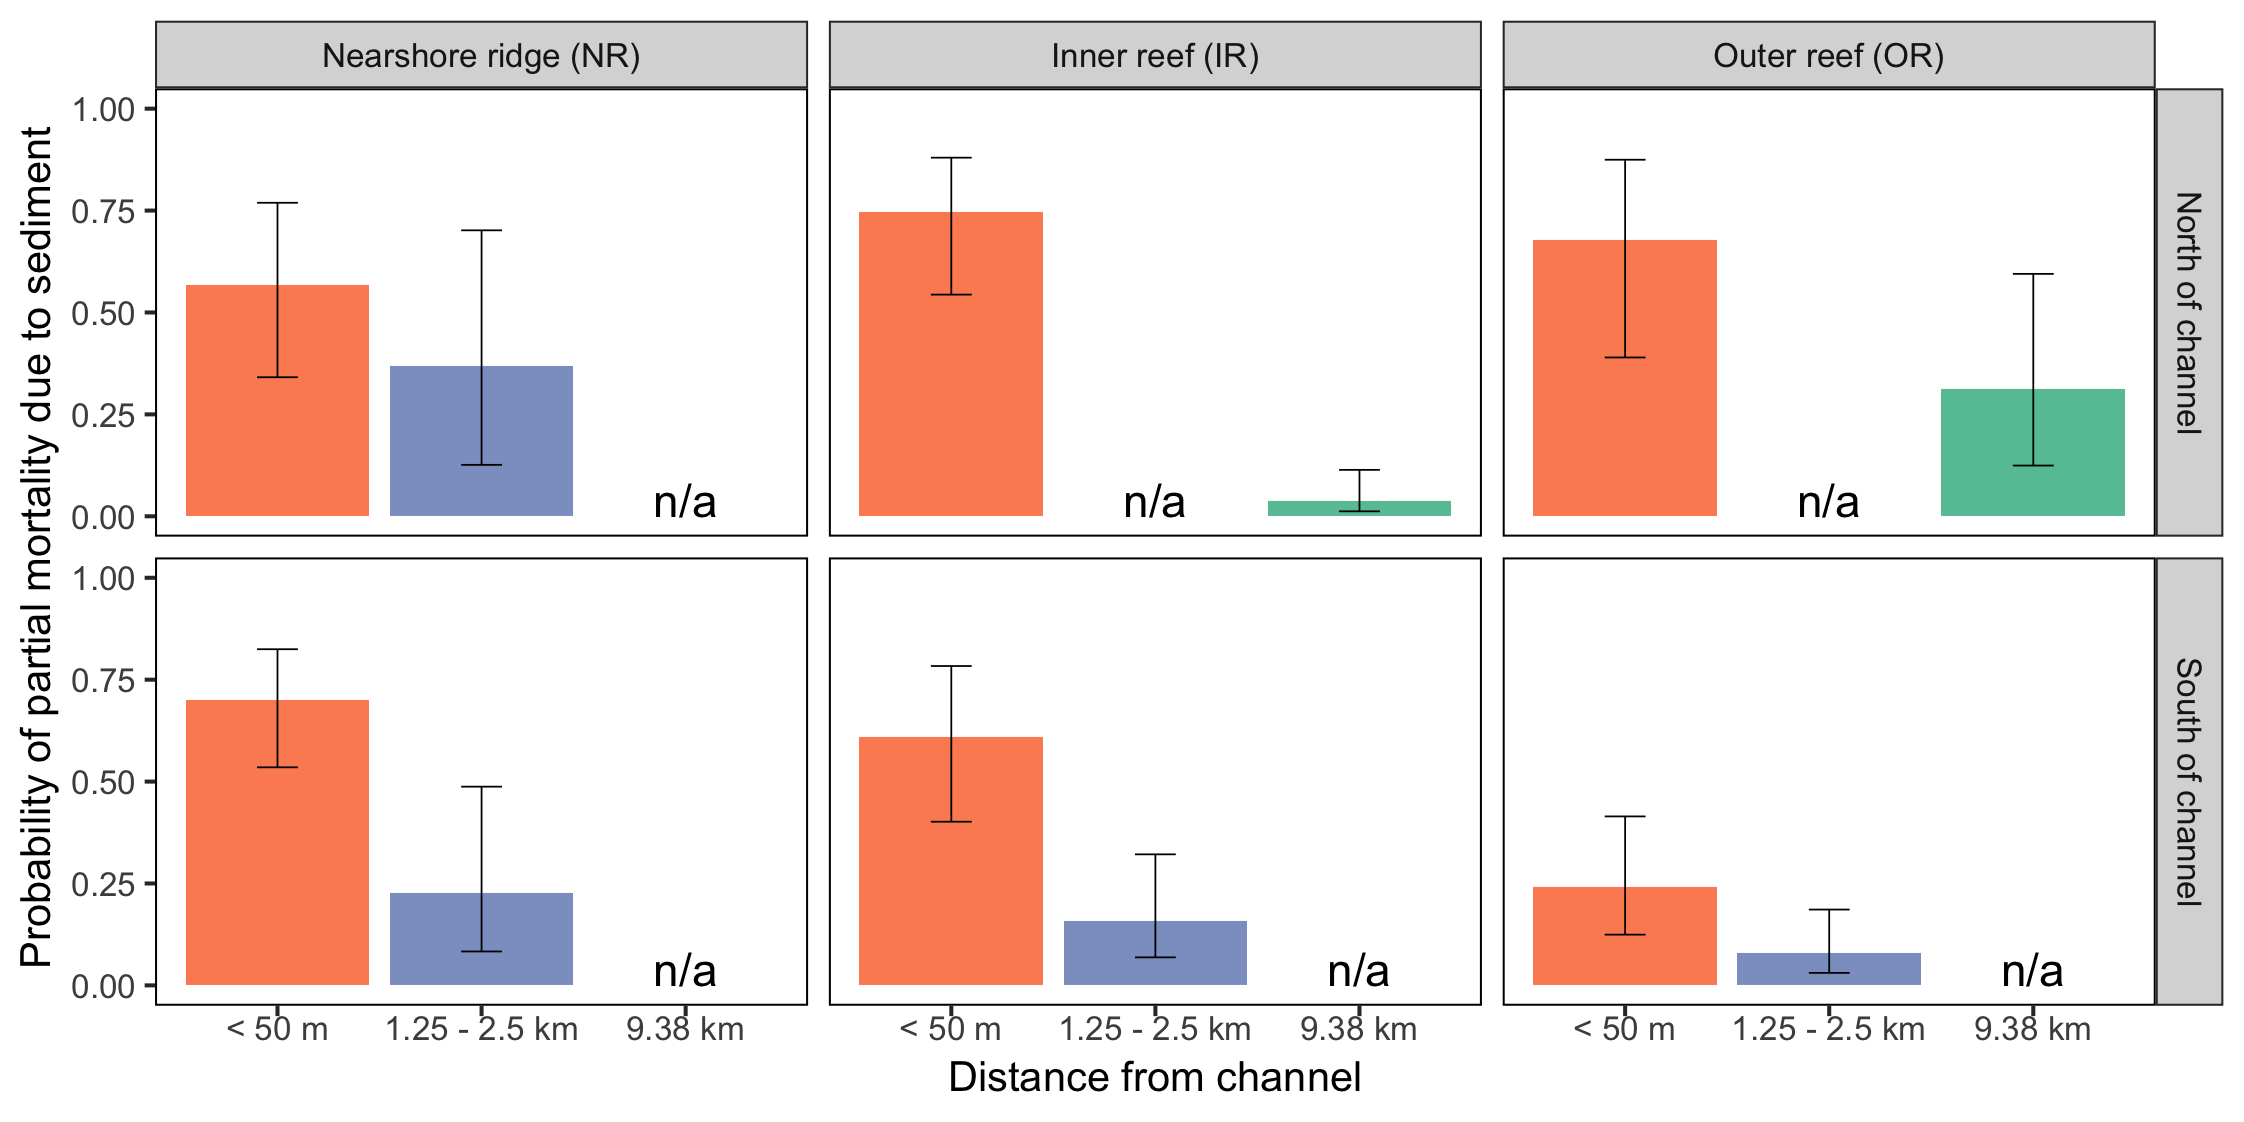 Nearshore ridge (NR)
Inner reef (IR)
Outer reef (OR)
Probability of partial mortality due to sediment
1.00
0.75
0.50
0.25
0.00
n/a
n/a
n/a
North of channel
1.00
0.75
0.50
0.25
0.00
n/a
n/a
n/a
South of channel
< 50 m
1.25 - 2.5 km
9.38 km
< 50 m
1.25 - 2.5 km
9.38 km
< 50 m
1.25 - 2.5 km
9.38 km
Distance from channel